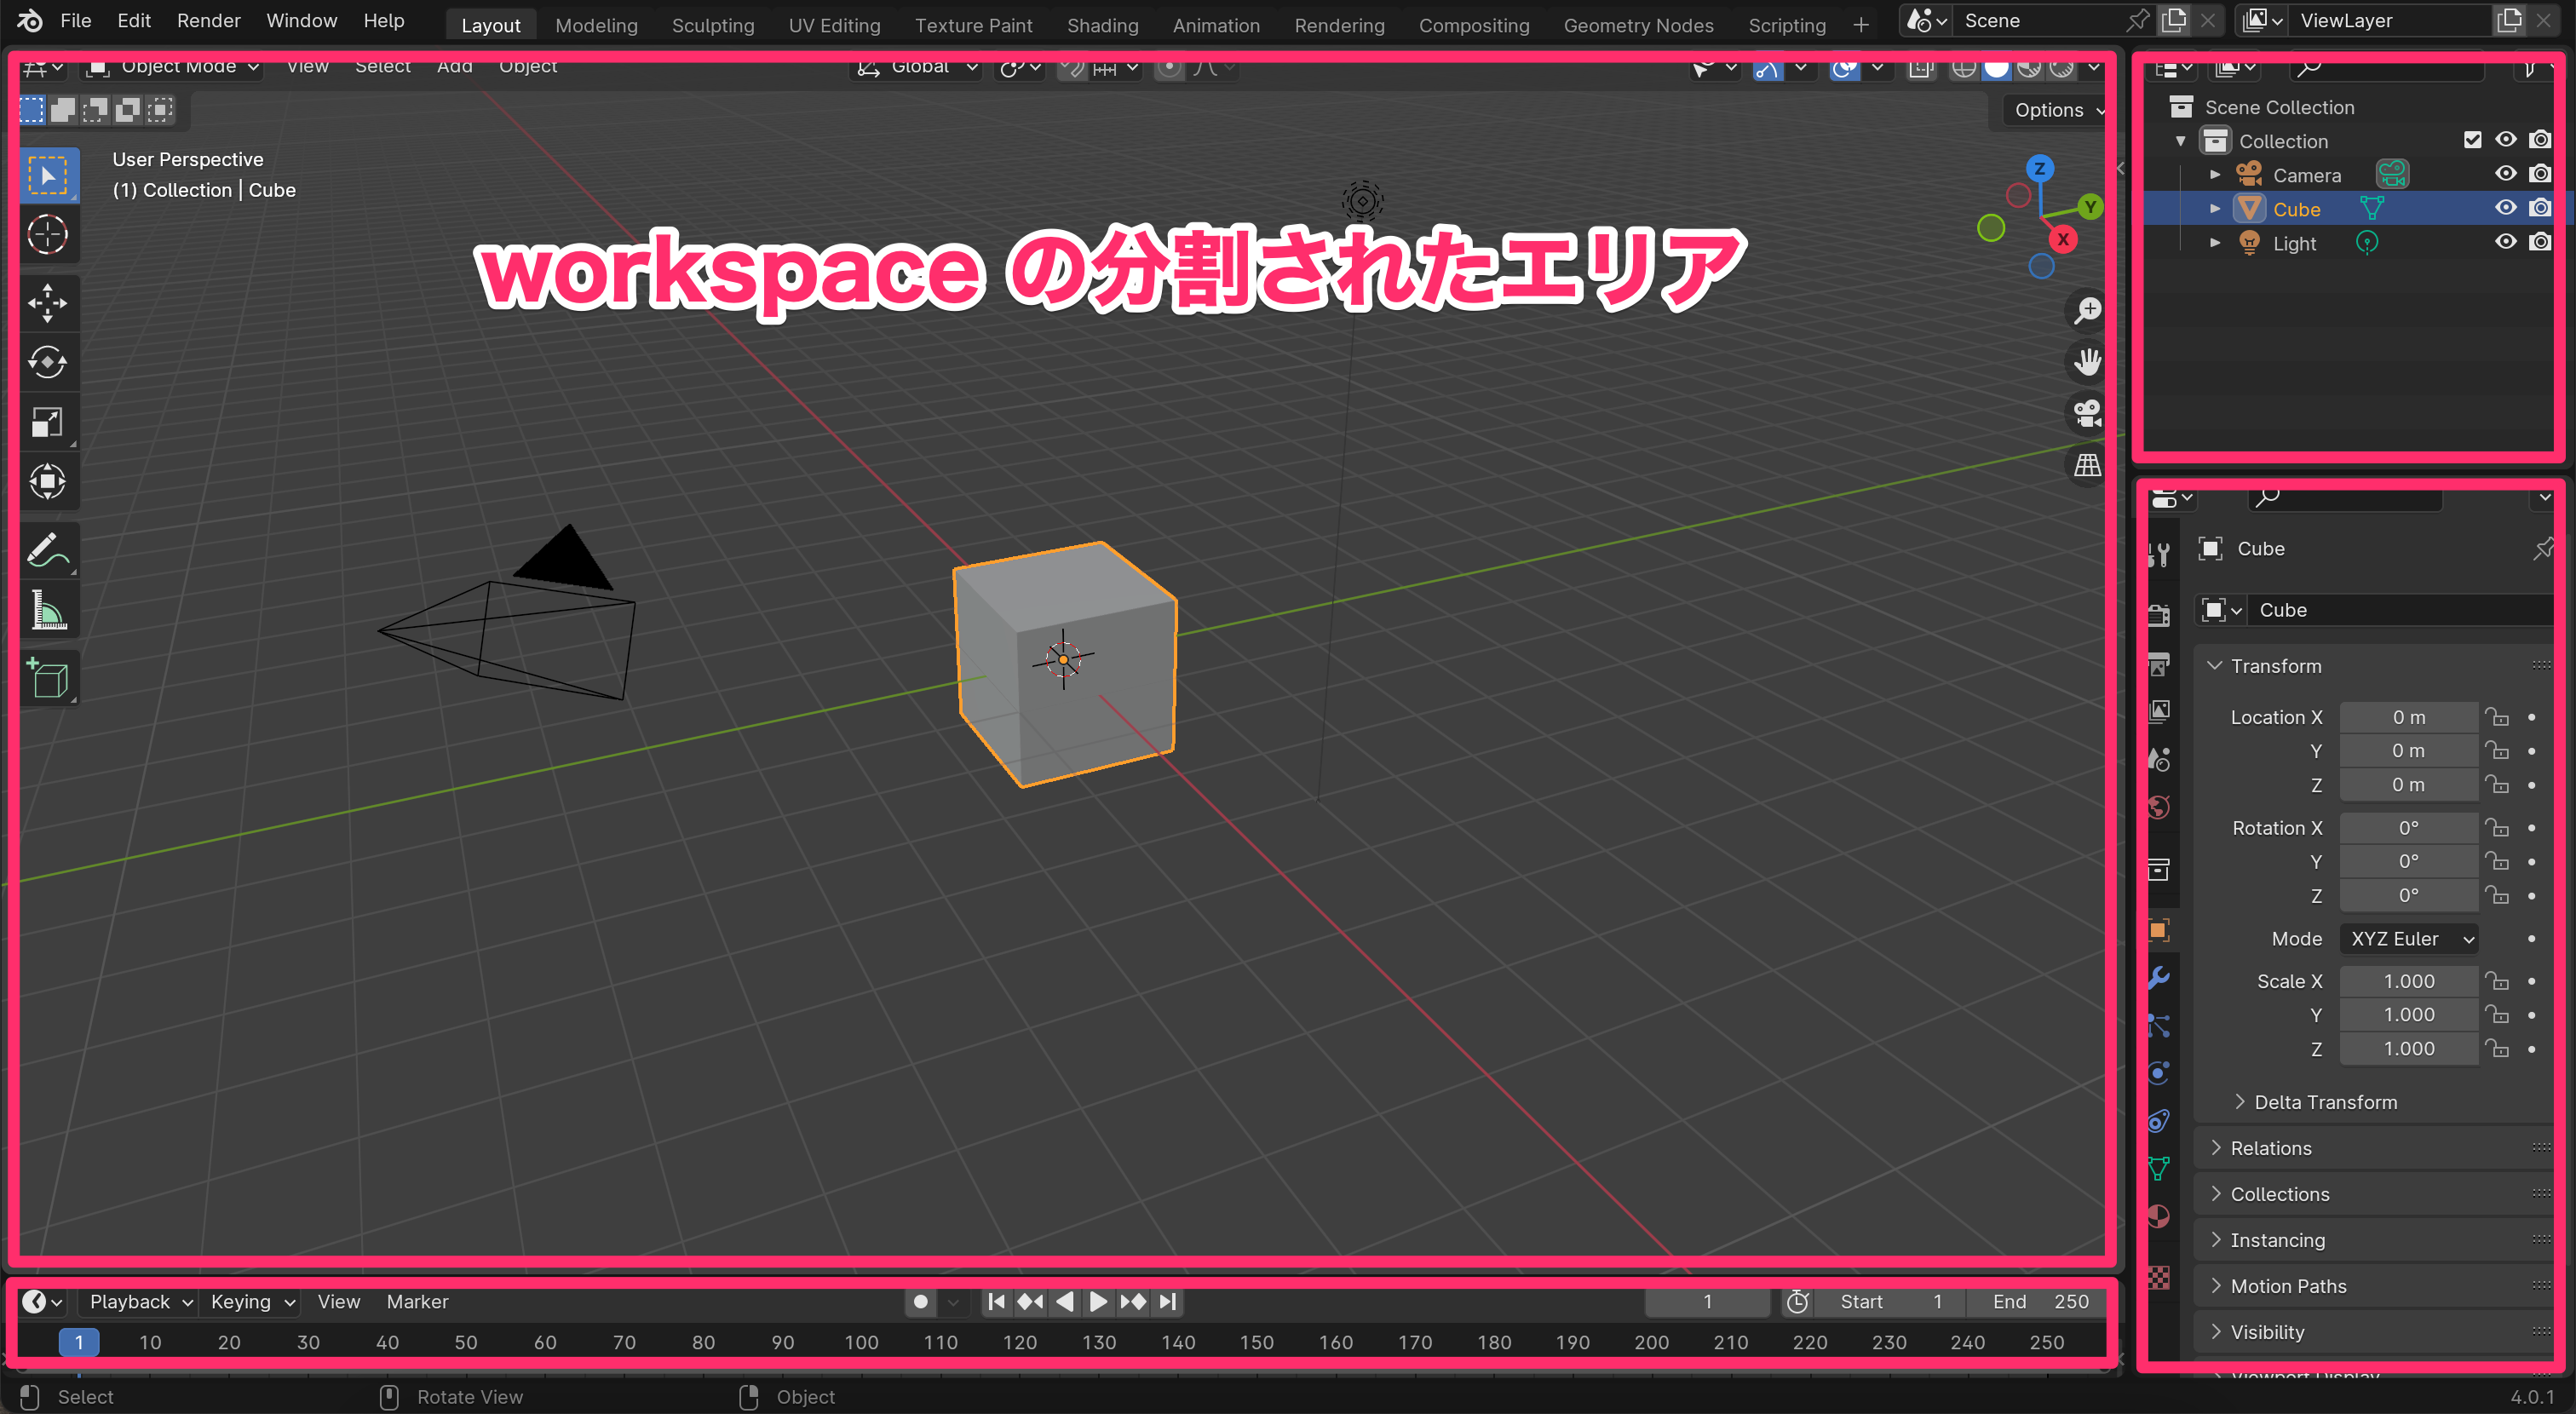 File Edit Render Window Help Layout Modeling Sculpting UV Editing Texture Paint Shading Animation Rendering Compositing Geometry Nodes Scripting + Scene ViewLayer
Object Mode View Select Add Object Global
Options
User Perspective
(1) Collection | Cube
Z
Y
X
workspace の分割されたエリア
Scene Collection
Collection
Camera
Cube
Light
Cube
Cube
Transform
Location X 0 m
Y 0 m
Z 0 m
Rotation X 0°
Y 0°
Z 0°
Mode XYZ Euler
Scale X 1.000
Y 1.000
Z 1.000
Delta Transform
Relations
Collections
Instancing
Motion Paths
Visibility
Viewport Display
Playback Keying View Marker 1 Start 1 End 250
1 10 20 30 40 50 60 70 80 90 100 110 120 130 140 150 160 170 180 190 200 210 220 230 240 250
Select Rotate View Object 4.0.1